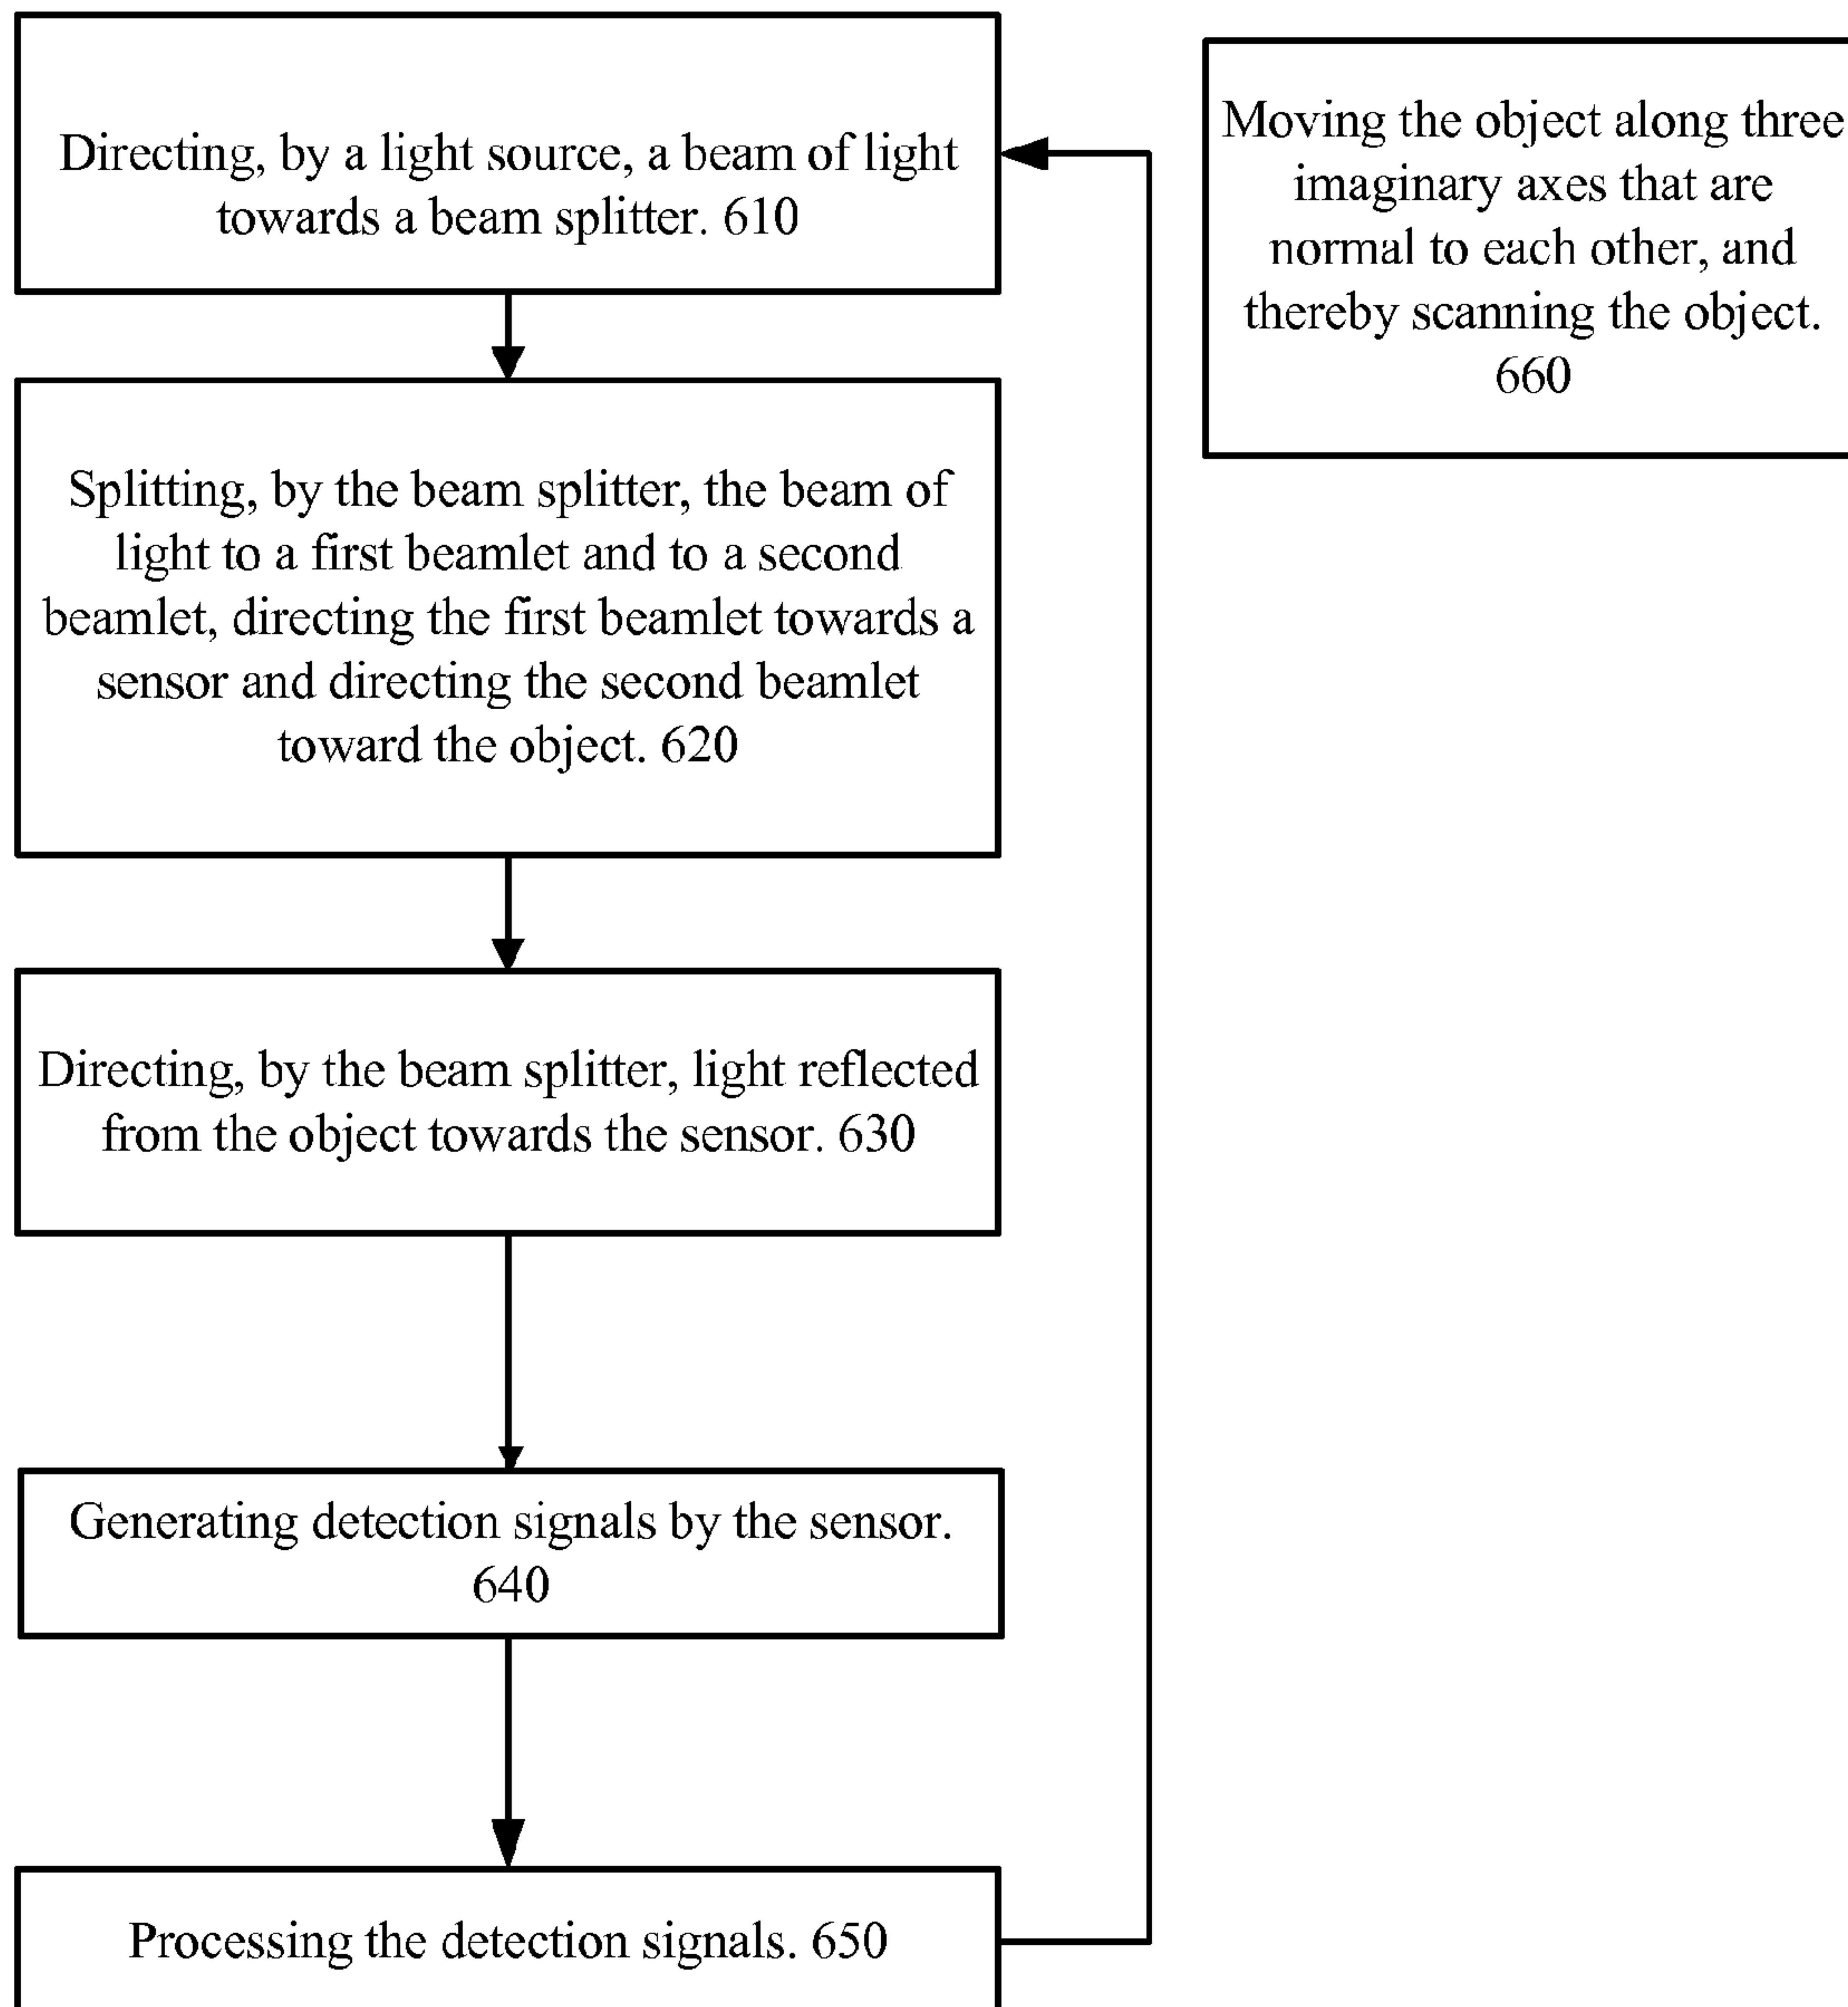 Directing, by a light source, a beam of light
towards a beam splitter. 610
Splitting, by the beam splitter, the beam of
light to a first beamlet and to a second
beamlet, directing the first beamlet towards a
sensor and directing the second beamlet
toward the object. 620
Directing, by the beam splitter, light reflected
from the object towards the sensor. 630
Generating detection signals by the sensor.
640
Processing the detection signals. 650
Moving the object along three
imaginary axes that are
normal to each other, and
thereby scanning the object.
660